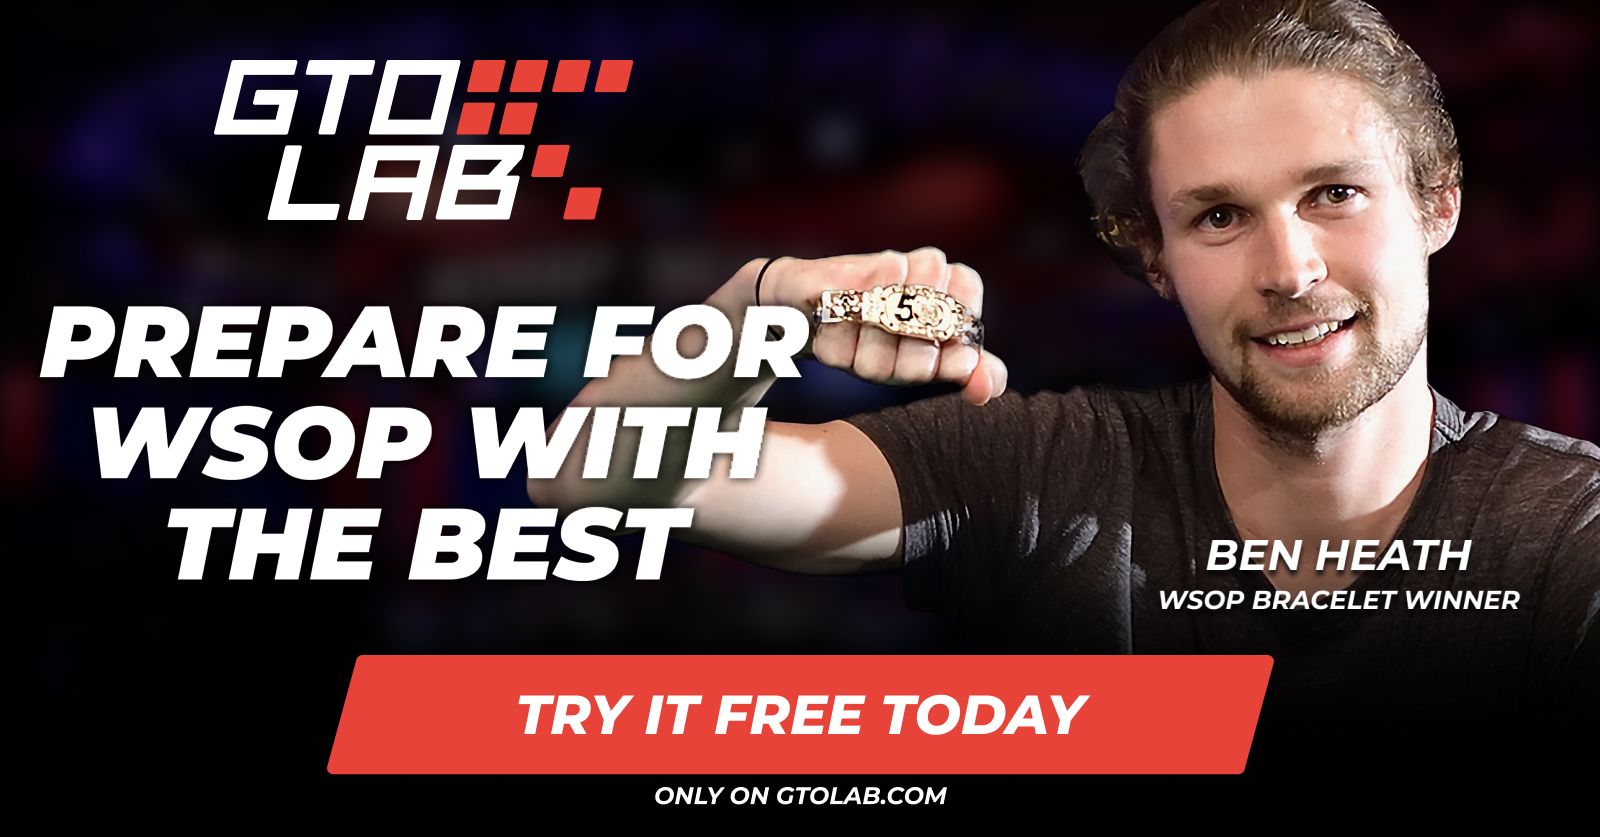 GTO
LAB
PREPARE FOR
WSOP WITH
THE BEST
5
BEN HEATH
WSOP BRACELET WINNER
TRY IT FREE TODAY
ONLY ON GTOLAB.COM